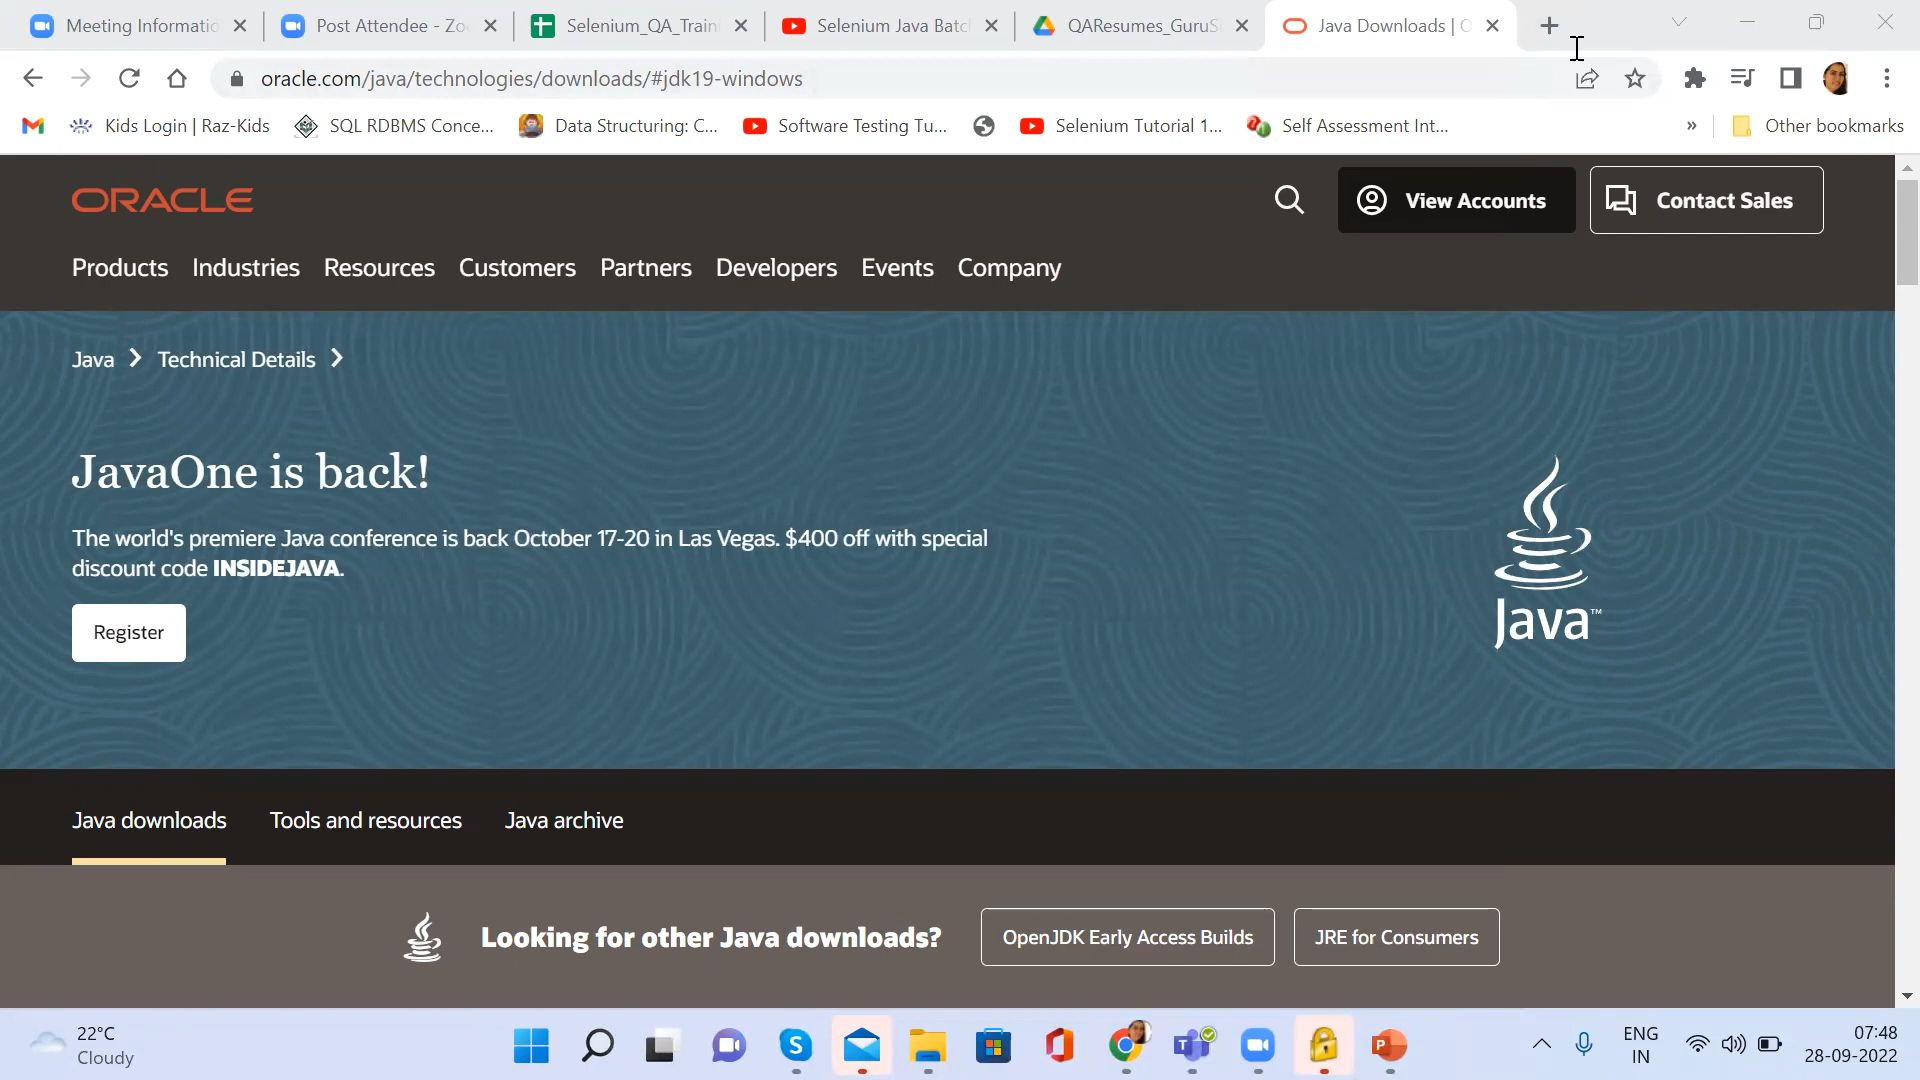 Meeting Informatio
Post Attendee - Zo
Selenium_QA_Traini
Selenium Java Batc
QAResumes_GuruS
Java Downloads | O
oracle.com/java/technologies/downloads/#jdk19-windows
Kids Login | Raz-Kids
SQL RDBMS Conce...
Data Structuring: C...
Software Testing Tu...
Selenium Tutorial 1...
Self Assessment Int...
»
Other bookmarks
ORACLE
View Accounts
Contact Sales
Products Industries Resources Customers Partners Developers Events Company
Java > Technical Details >
JavaOne is back!
The world's premiere Java conference is back October 17-20 in Las Vegas. $400 off with special
discount code INSIDEJAVA.
Register
Java™
Java downloads Tools and resources Java archive
Looking for other Java downloads?
OpenJDK Early Access Builds
JRE for Consumers
22°C
Cloudy
ENG
IN
07:48
28-09-2022